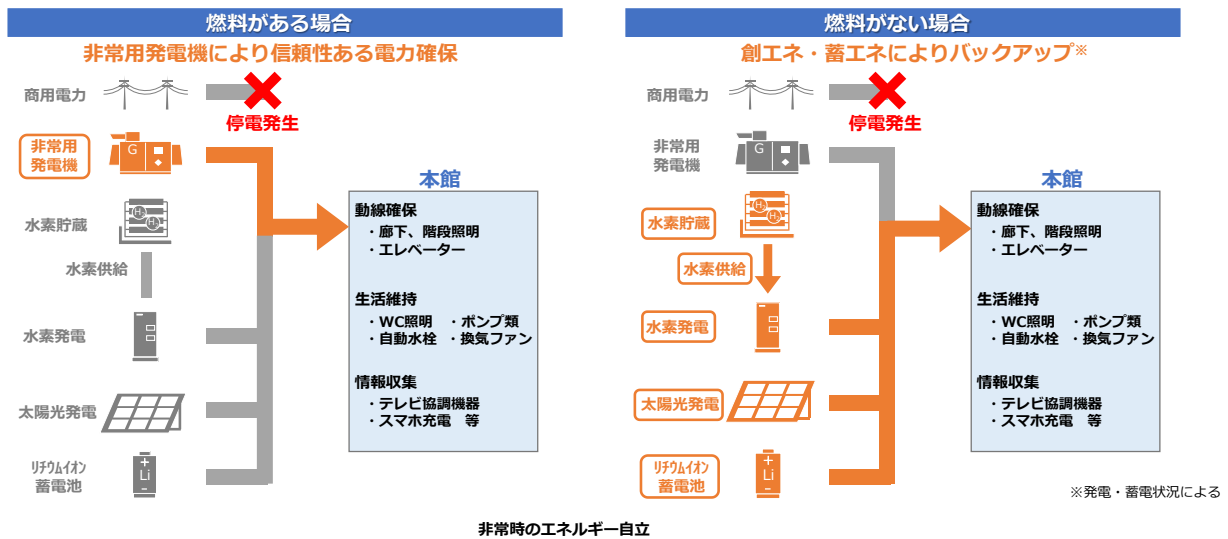 燃料がある場合
非常用発電機により信頼性ある電力確保
商用電力
停電発生
非常用
発電機
G
水素貯蔵
H₂
H₂
水素供給
水素発電
太陽光発電
リチウムイオン
蓄電池
+
Li
-
本館
動線確保
・廊下、階段照明
・エレベーター
生活維持
・WC照明 ・ポンプ類
・自動水栓 ・換気ファン
情報収集
・テレビ協調機器
・スマホ充電 等
燃料がない場合
創エネ・蓄エネによりバックアップ※
商用電力
停電発生
非常用
発電機
G
水素貯蔵
H₂
H₂
水素供給
水素発電
太陽光発電
リチウムイオン
蓄電池
+
Li
-
本館
動線確保
・廊下、階段照明
・エレベーター
生活維持
・WC照明 ・ポンプ類
・自動水栓 ・換気ファン
情報収集
・テレビ協調機器
・スマホ充電 等
※発電・蓄電状況による
非常時のエネルギー自立